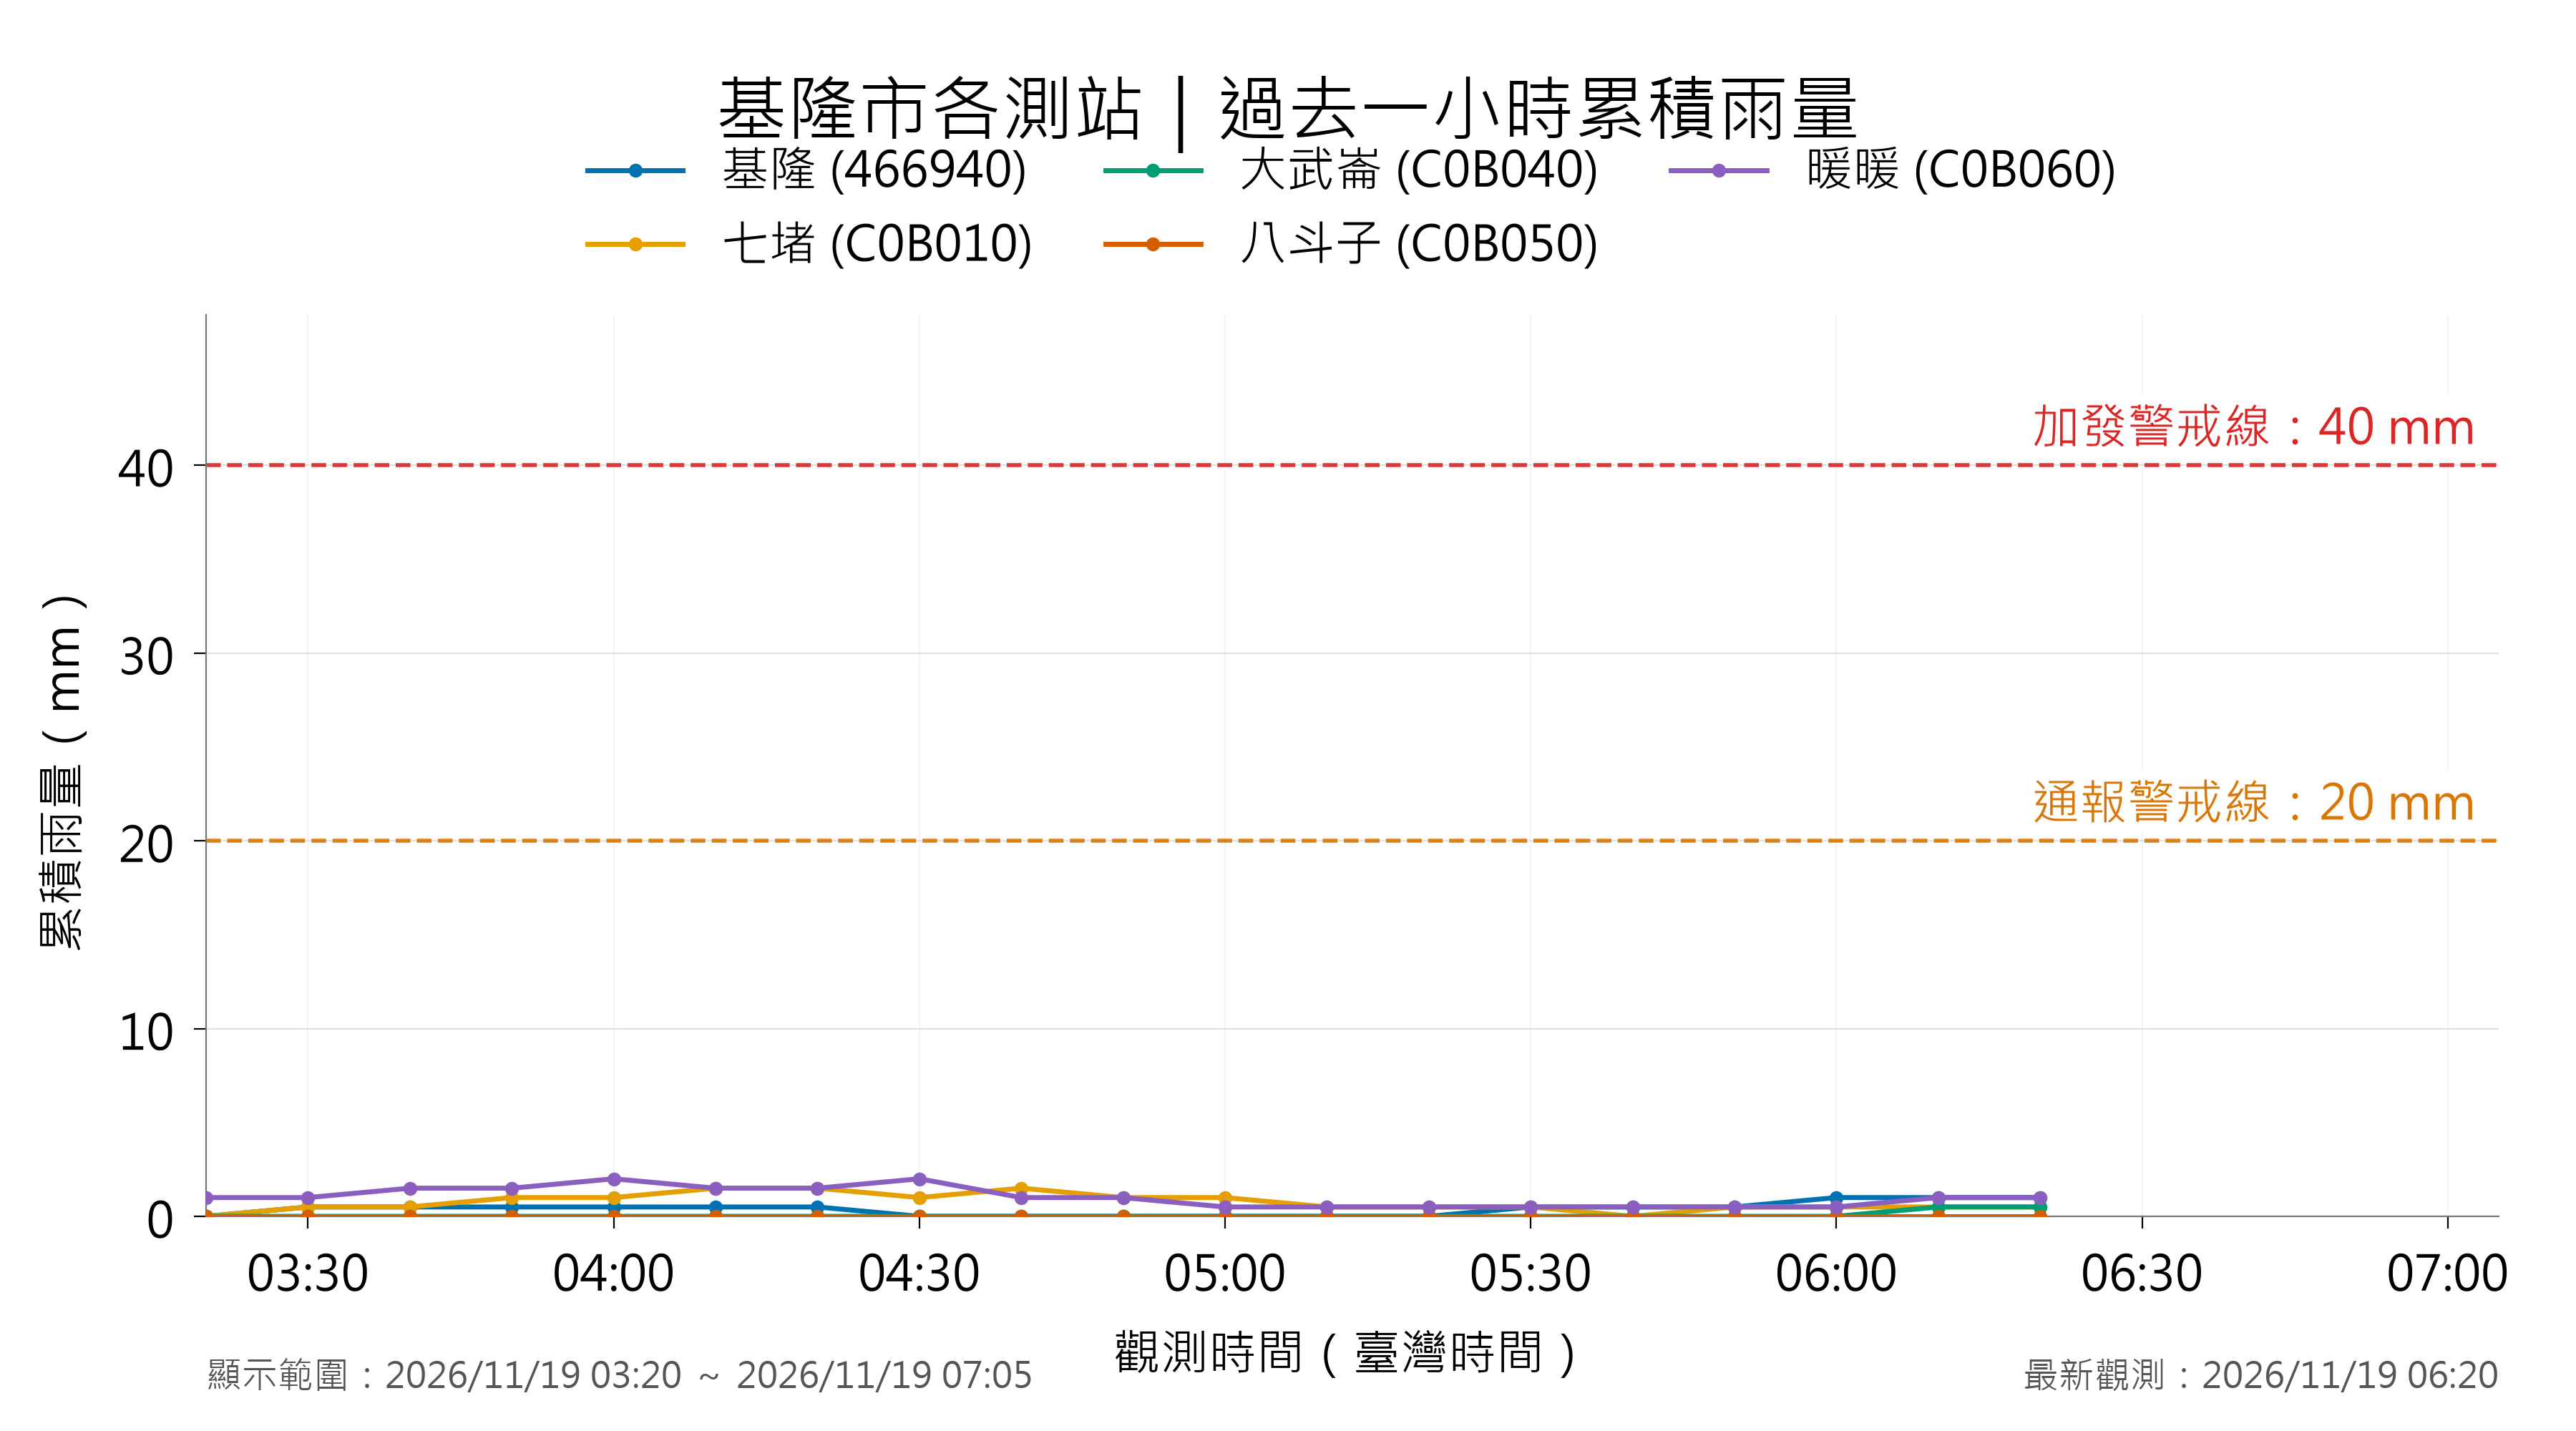 基隆市各測站｜過去一小時累積雨量
基隆 (466940)
七堵 (C0B010)
大武崙 (C0B040)
八斗子 (C0B050)
暖暖 (C0B060)
累積雨量（mm）
40
30
20
10
0
加發警戒線：40 mm
通報警戒線：20 mm
03:30 04:00 04:30 05:00 05:30 06:00 06:30 07:00
觀測時間（臺灣時間）
顯示範圍：2026/11/19 03:20 ~ 2026/11/19 07:05
最新觀測：2026/11/19 06:20